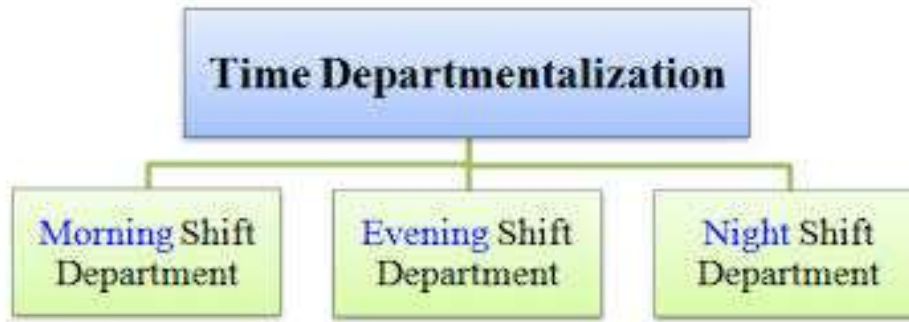 Time Departmentalization
Morning Shift
Department
Evening Shift
Department
Night Shift
Department